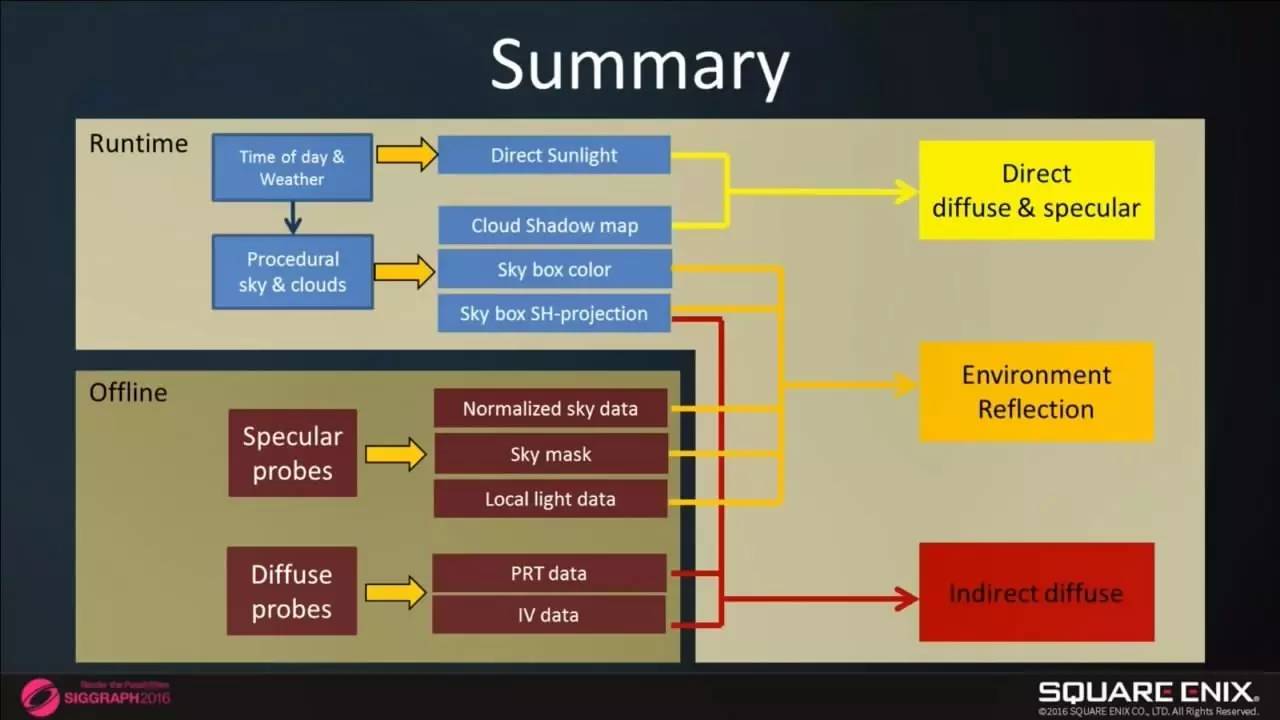 Summary
Runtime
Time of day &
Weather
Direct Sunlight
Direct
diffuse & specular
Cloud Shadow map
Procedural
sky & clouds
Sky box color
Sky box SH-projection
Environment
Reflection
Offline
Specular
probes
Normalized sky data
Sky mask
Local light data
Diffuse
probes
PRT data
IV data
Indirect diffuse
Render the Possibilities
SIGGRAPH2016
SQUARE ENIX.
©2016 SQUARE ENIX CO., LTD. All Rights Reserved.